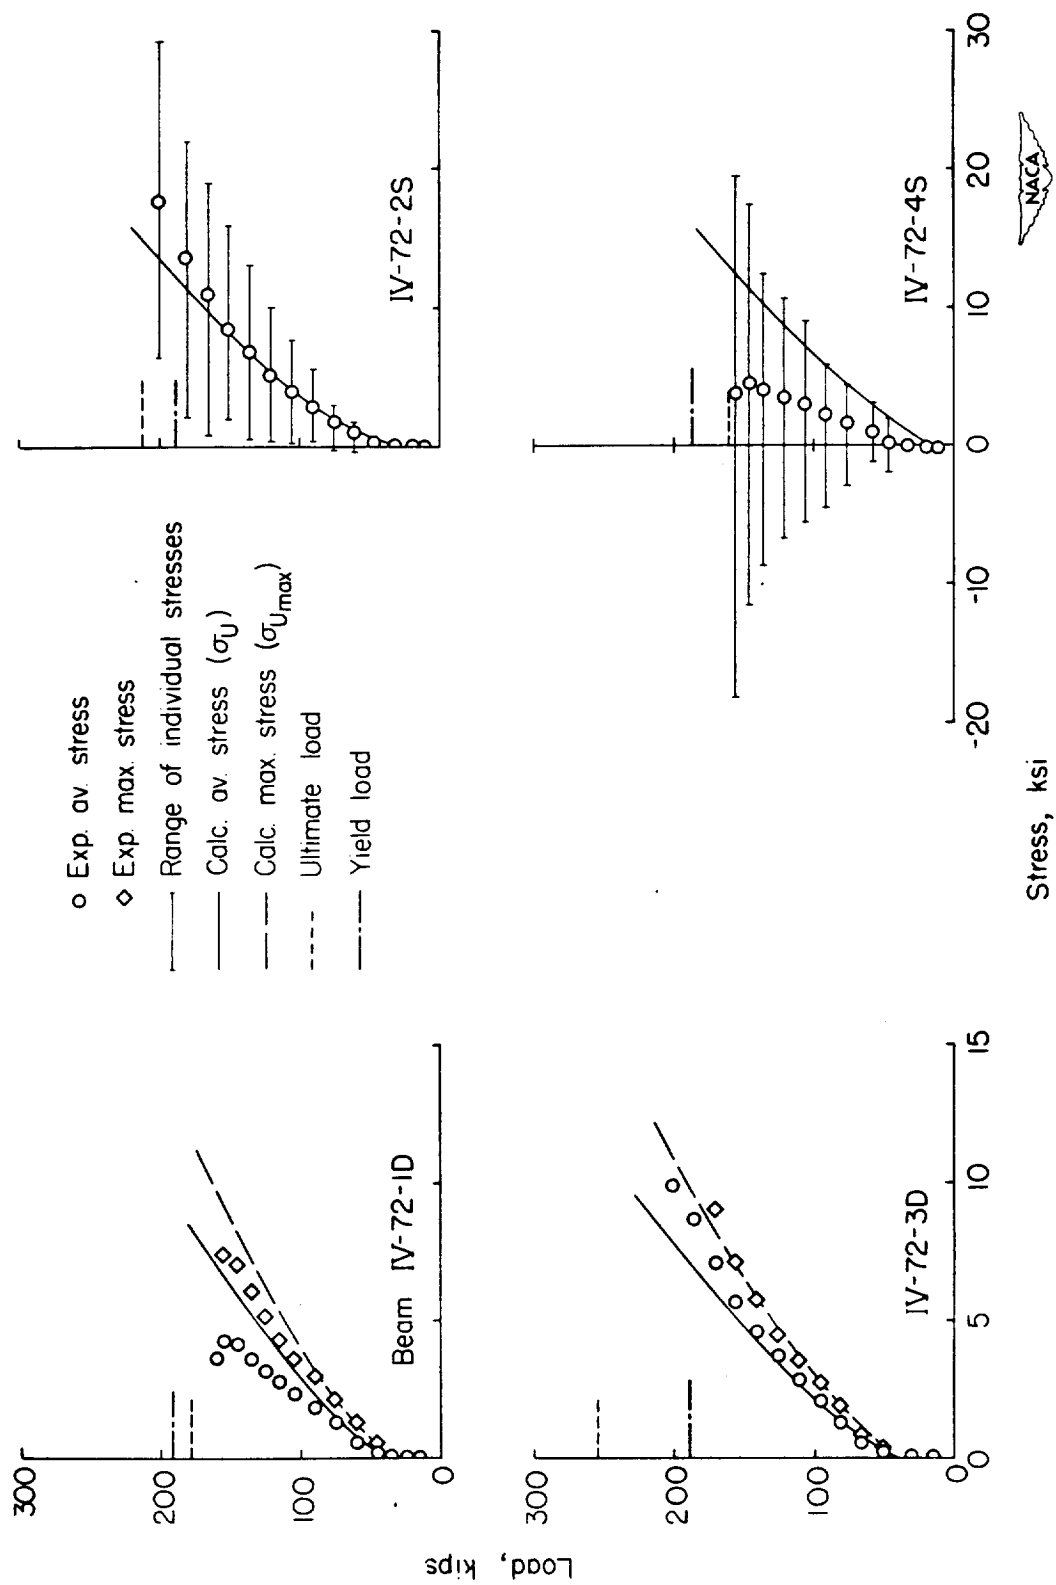 ○ Exp. av. stress
◇ Exp. max. stress
Range of individual stresses
Calc. av. stress (σU)
Calc. max. stress (σUmax)
Ultimate load
Yield load
300
200
100
0
Beam IV-72-1D
IV-72-2S
Load, kips
300
200
100
0
0
5
10
15
IV-72-3D
-20
-10
0
10
20
30
IV-72-4S
Stress, ksi
NACA